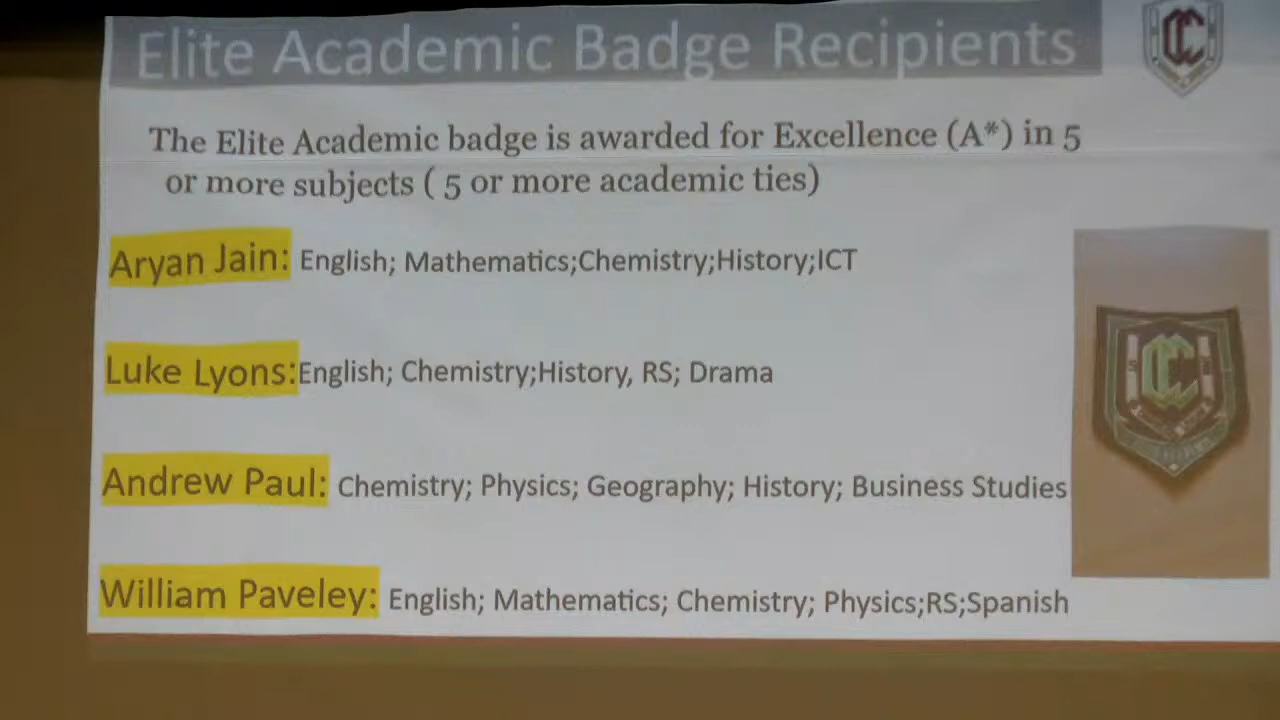 Elite Academic Badge Recipients
The Elite Academic badge is awarded for Excellence (A*) in 5
or more subjects ( 5 or more academic ties)
Aryan Jain: English; Mathematics;Chemistry;History;ICT
Luke Lyons:English; Chemistry;History, RS; Drama
Andrew Paul: Chemistry; Physics; Geography; History; Business Studies
William Paveley: English; Mathematics; Chemistry; Physics;RS;Spanish